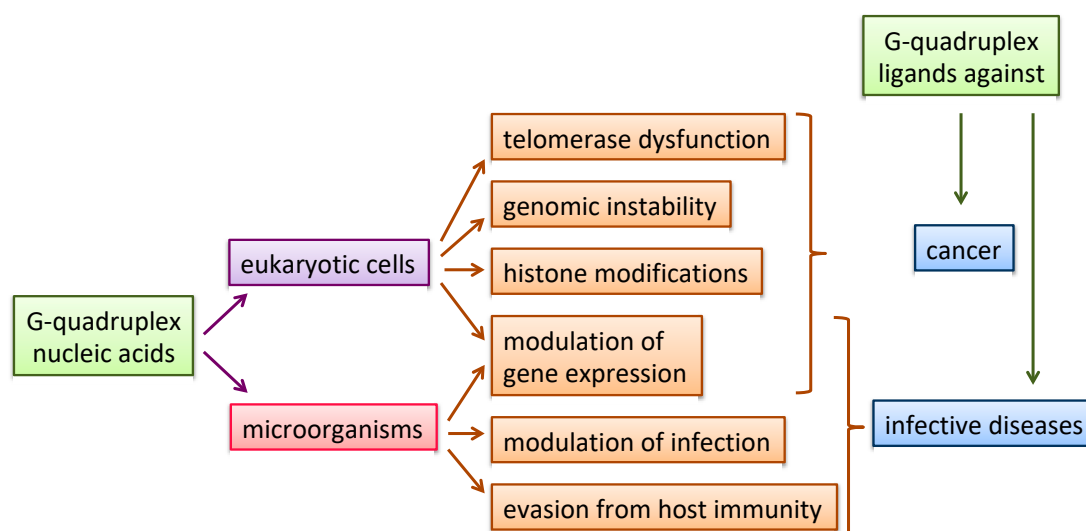 G-quadruplex
ligands against
telomerase dysfunction
genomic instability
eukaryotic cells
cancer
histone modifications
G-quadruplex
nucleic acids
modulation of
gene expression
microorganisms
modulation of infection
infective diseases
evasion from host immunity